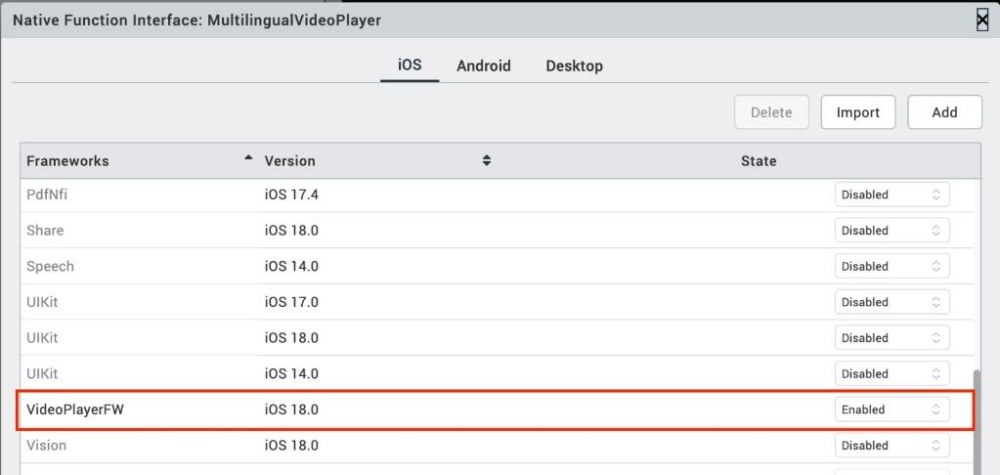 Native Function Interface: MultilingualVideoPlayer
iOS Android Desktop
Delete Import Add
Frameworks Version State
PdfNfi iOS 17.4 Disabled
Share iOS 18.0 Disabled
Speech iOS 14.0 Disabled
UIKit iOS 17.0 Disabled
UIKit iOS 18.0 Disabled
UIKit iOS 14.0 Disabled
VideoPlayerFW iOS 18.0 Enabled
Vision iOS 18.0 Disabled